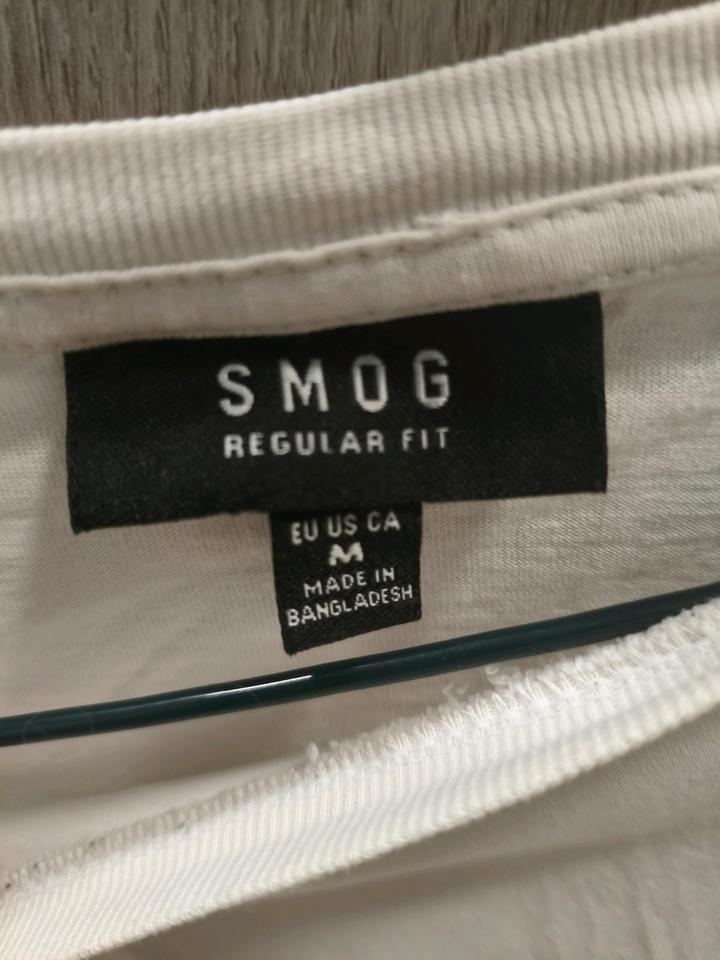 SMOG
REGULAR FIT
EU US CA
M
MADE IN
BANGLADESH